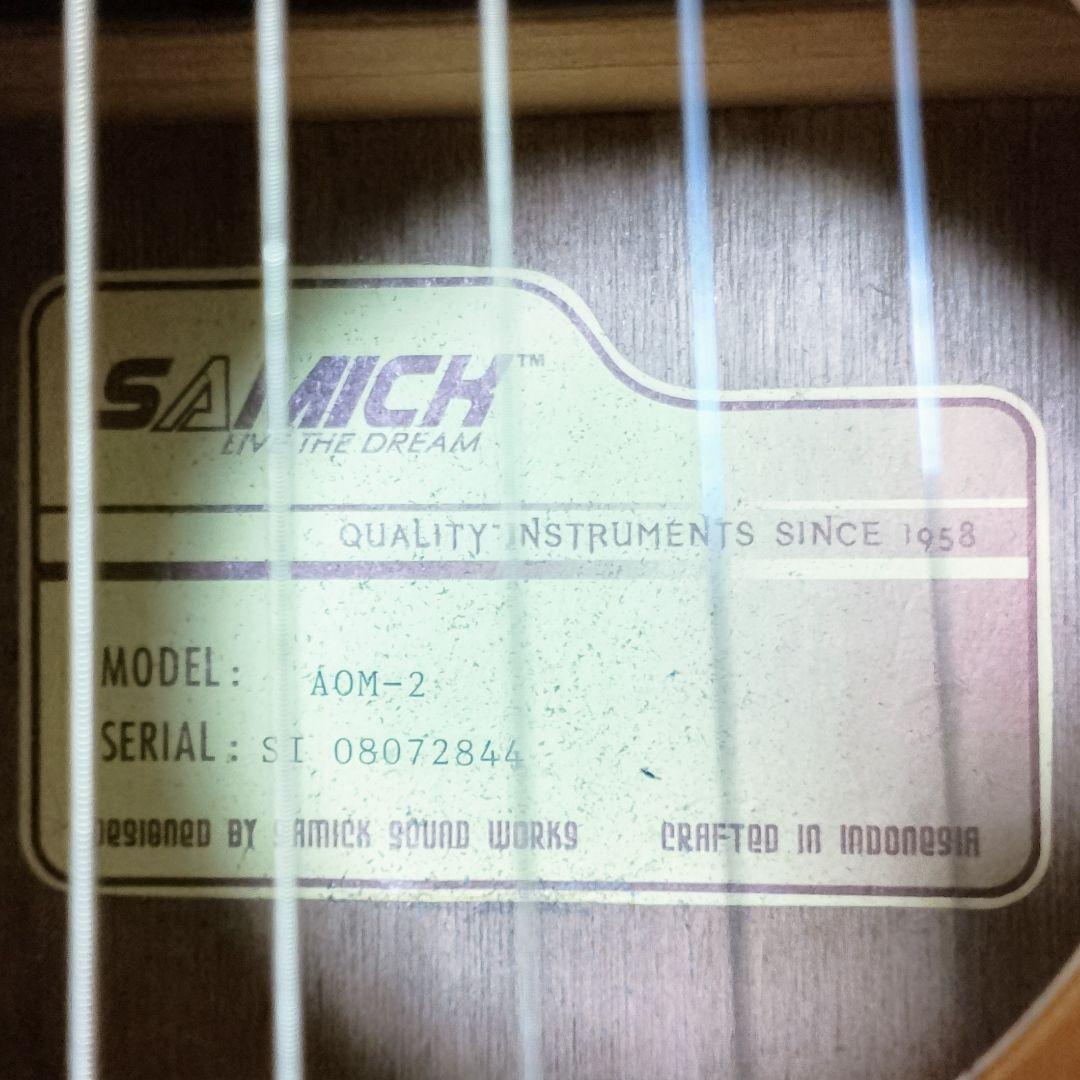 SAMICK™
LIVE THE DREAM
QUALITY INSTRUMENTS SINCE 1958
MODEL: AOM-2
SERIAL: SI 08072844
DESIGNED BY SAMICK SOUND WORKS CRAFTED IN INDONESIA